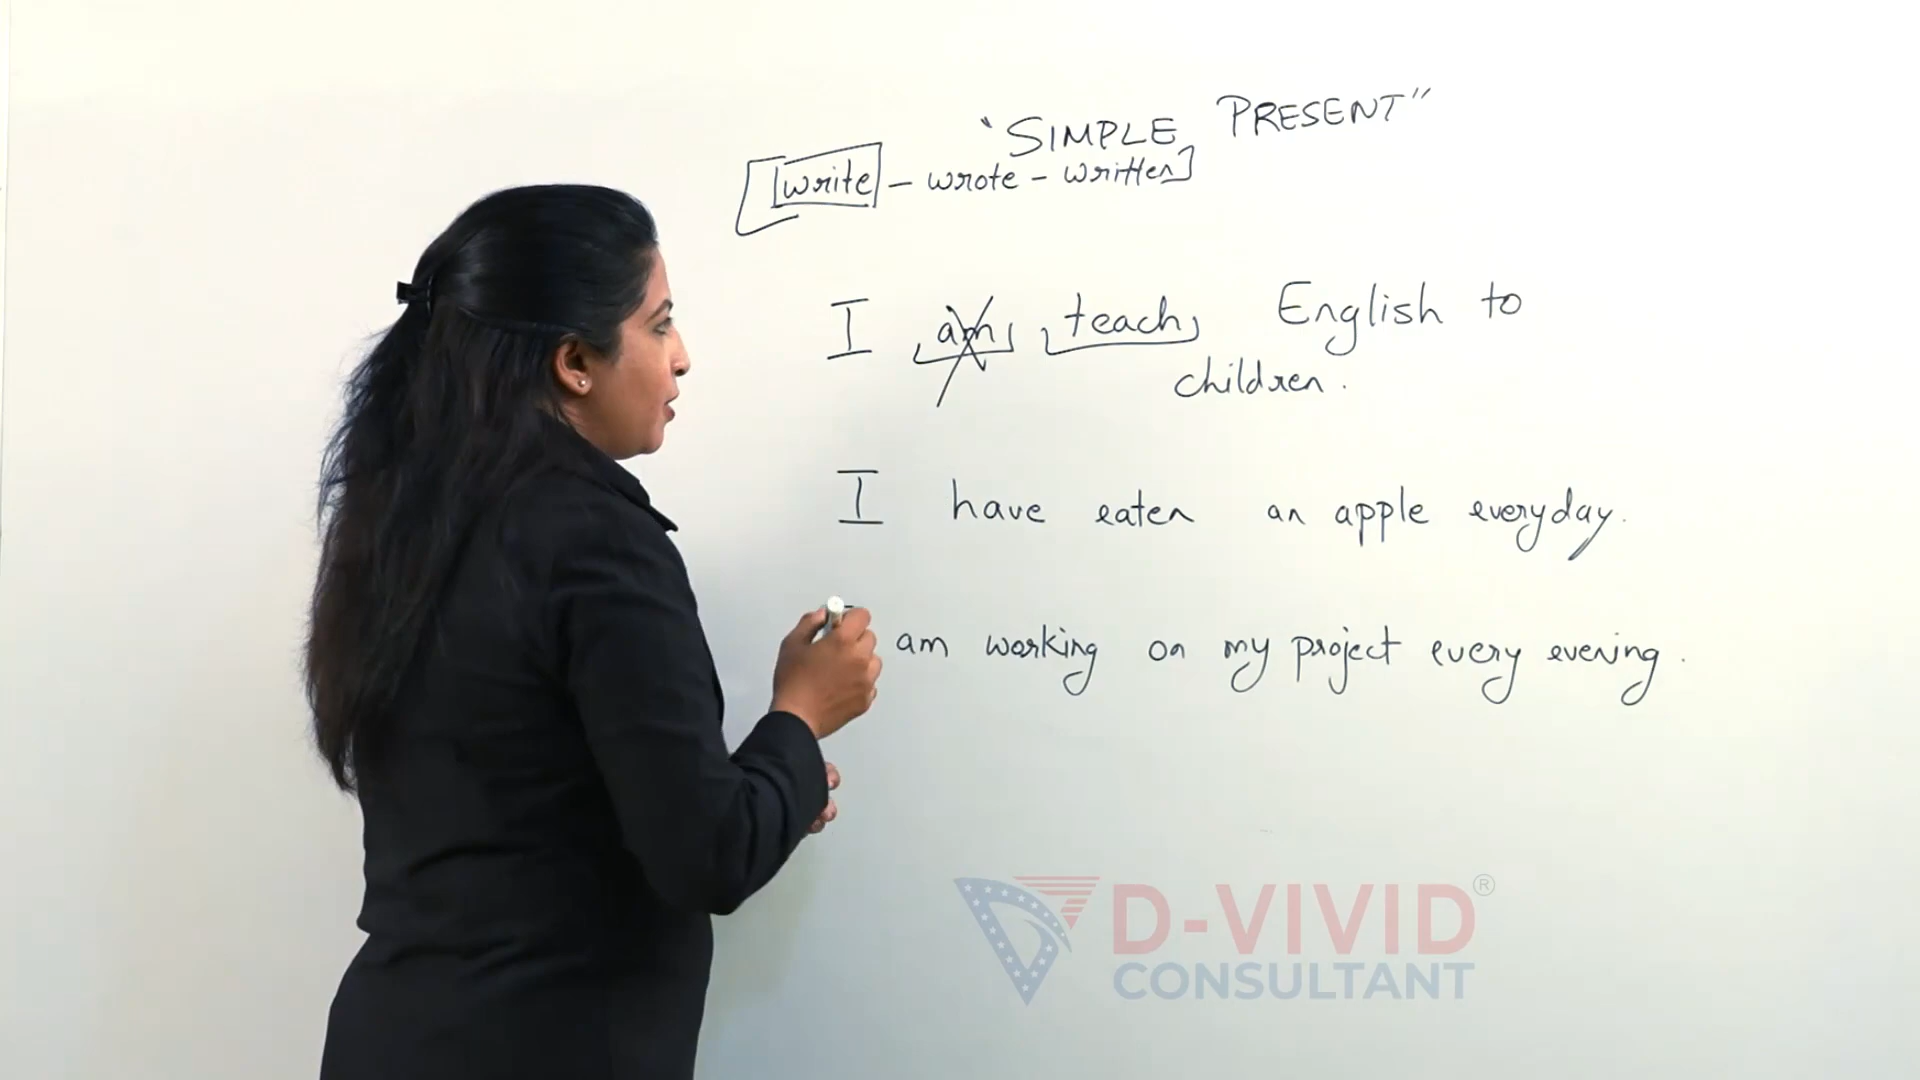 "SIMPLE PRESENT"
[write - wrote - written]
I am teach English to
children.
I have eaten an apple everyday.
am working on my project every evening.
D-VIVID®
CONSULTANT